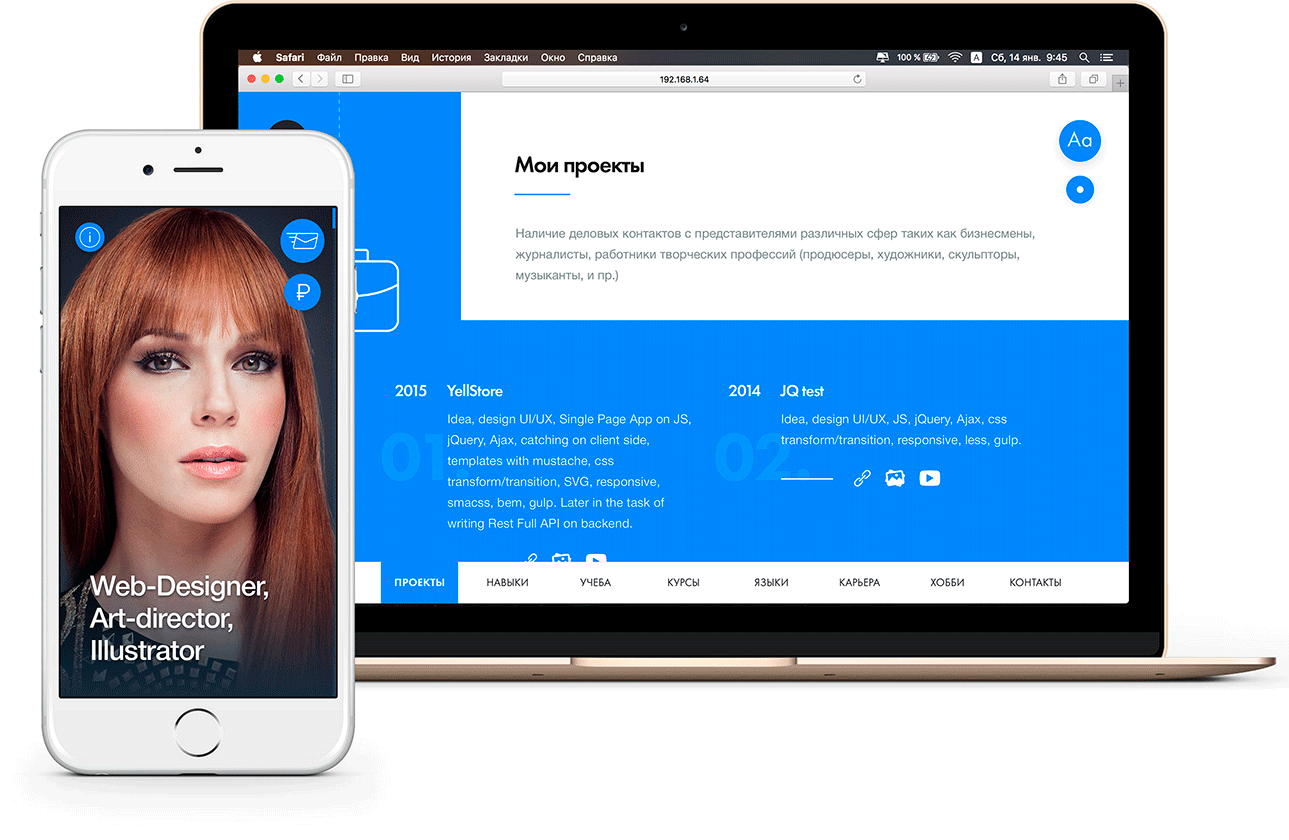 Safari Файл Правка Вид История Закладки Окно Справка 100 % A Сб, 14 янв. 9:45
192.168.1.64
Aa
Мои проекты
Наличие деловых контактов с представителями различных сфер таких как бизнесмены,
журналисты, работники творческих профессий (продюсеры, художники, скульпторы,
музыканты, и пр.)
2015 YellStore
Idea, design UI/UX, Single Page App on JS,
jQuery, Ajax, catching on client side,
templates with mustache, css
transform/transition, SVG, responsive,
smacss, bem, gulp. Later in the task of
writing Rest Full API on backend.
01.
2014 JQ test
Idea, design UI/UX, JS, jQuery, Ajax, css
transform/transition, responsive, less, gulp.
02.
ПРОЕКТЫ НАВЫКИ УЧЕБА КУРСЫ ЯЗЫКИ КАРЬЕРА ХОББИ КОНТАКТЫ
i
₽
Web-Designer,
Art-director,
Illustrator